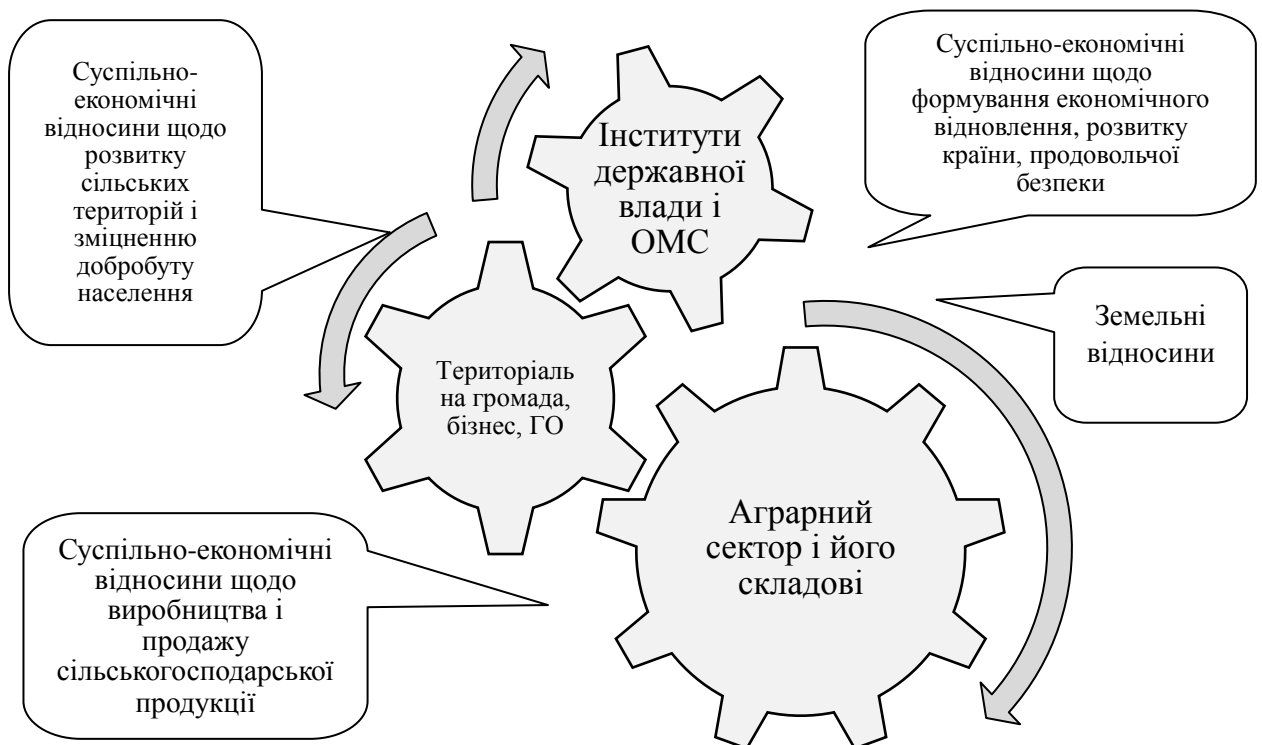 Суспільно-
економічні
відносини щодо
розвитку
сільських
територій і
зміцненню
добробуту
населення
Інститути
державної
влади і
ОМС
Суспільно-економічні
відносини щодо
формування економічного
відновлення, розвитку
країни, продовольчої
безпеки
Земельні
відносини
Територіаль
на громада,
бізнес, ГО
Аграрний
сектор і його
складові
Суспільно-економічні
відносини щодо
виробництва і
продажу
сільськогосподарської
продукції